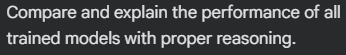 Compare and explain the performance of all
trained models with proper reasoning.